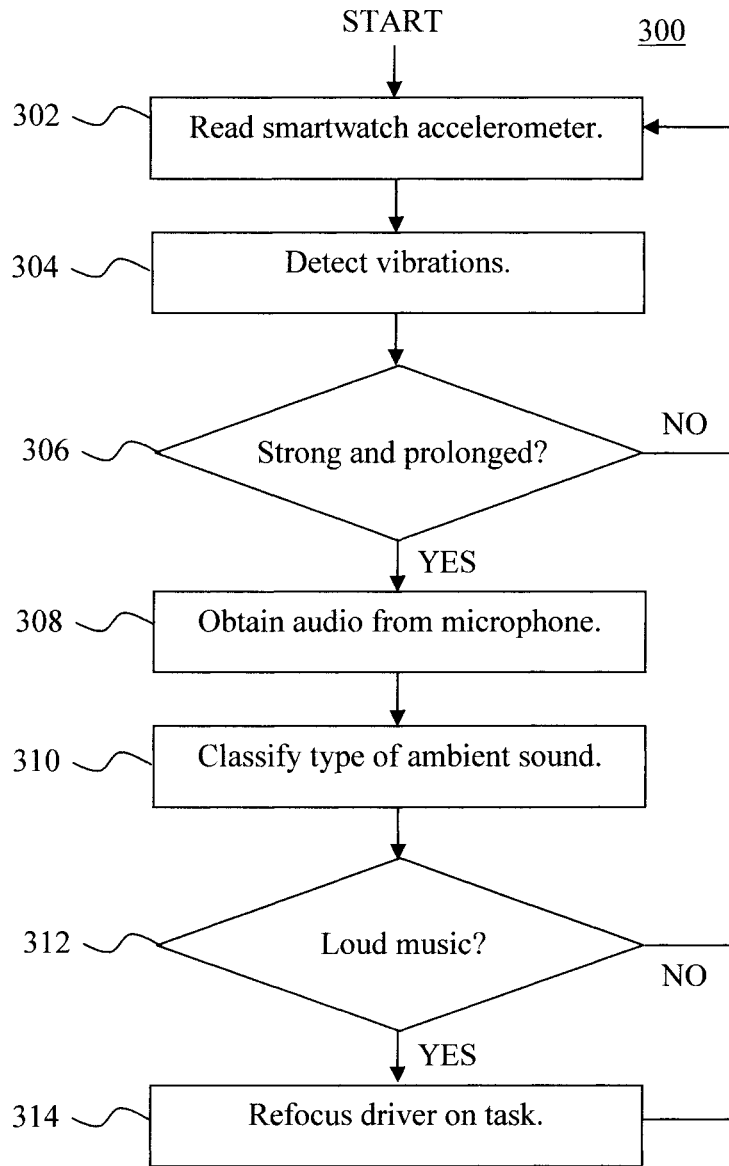 START
300
302
Read smartwatch accelerometer.
304
Detect vibrations.
306
Strong and prolonged?
NO
YES
308
Obtain audio from microphone.
310
Classify type of ambient sound.
312
Loud music?
NO
YES
314
Refocus driver on task.